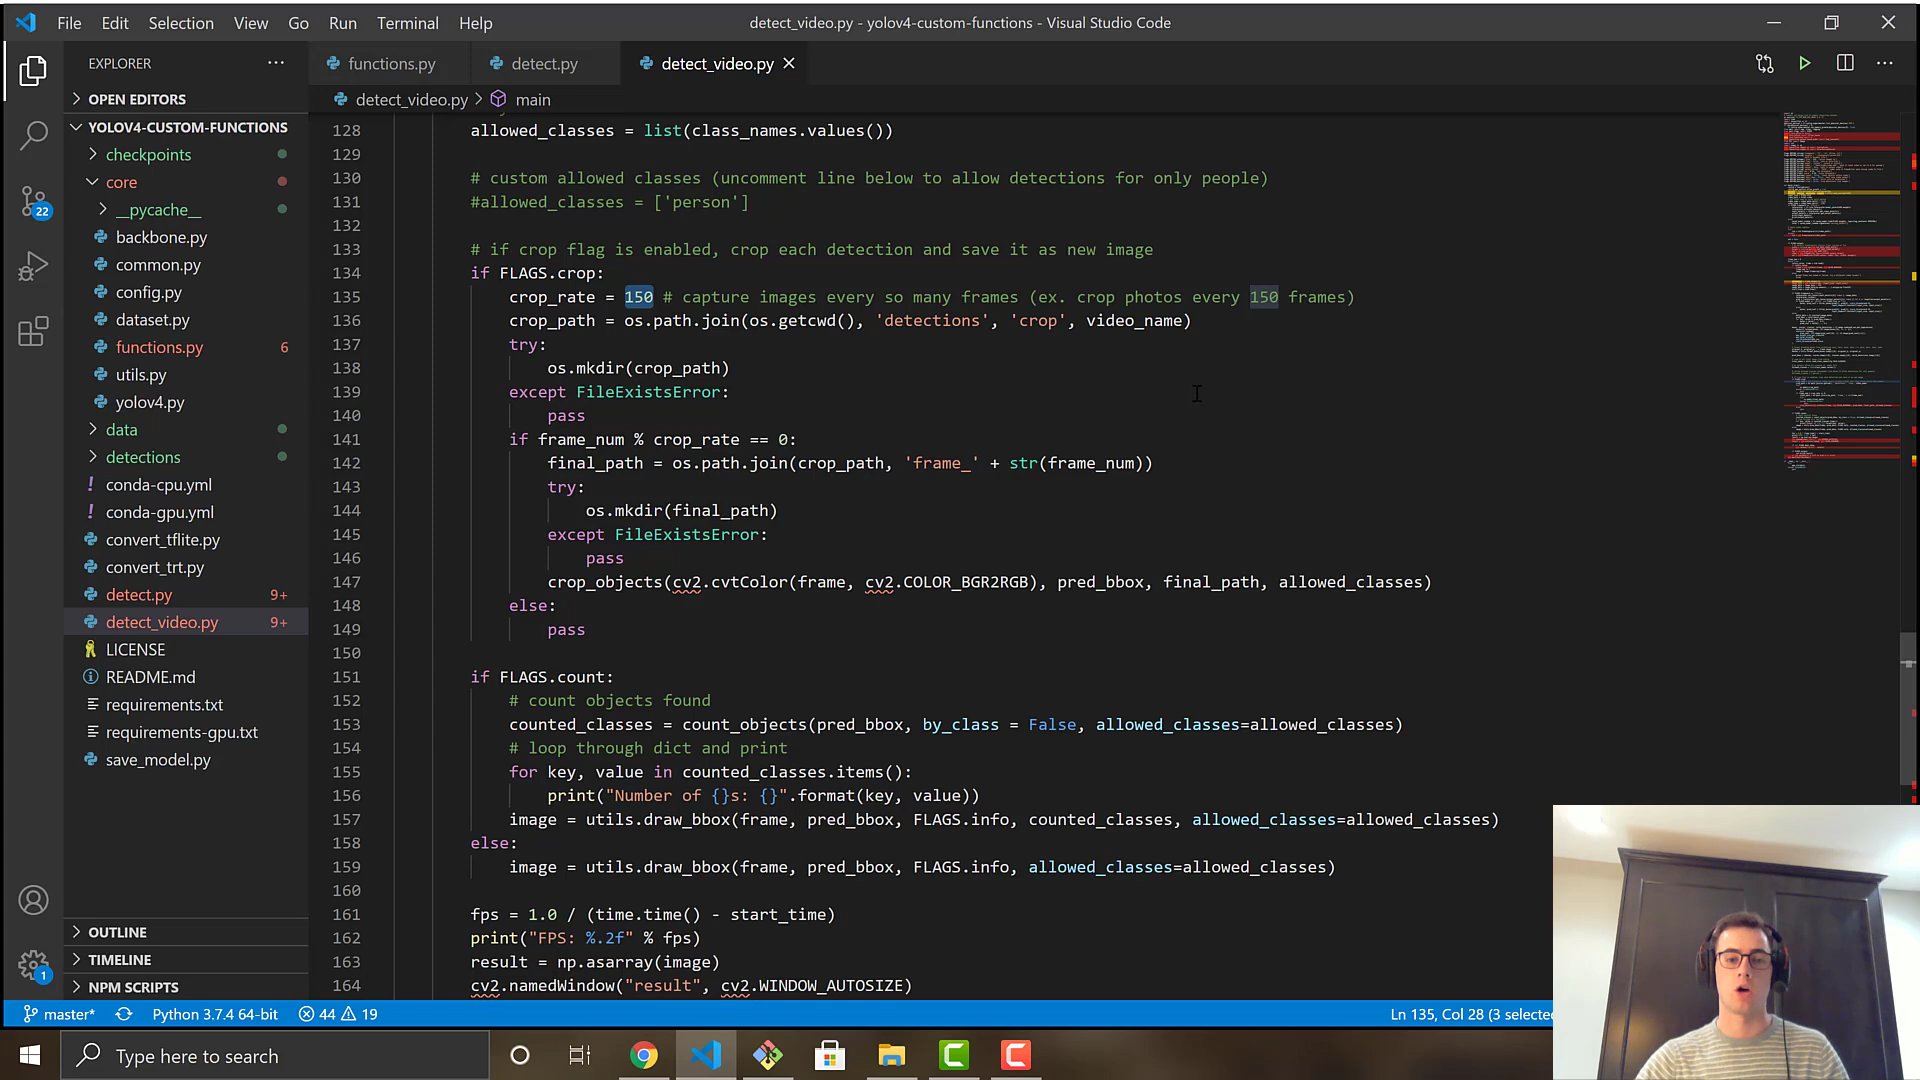 File Edit Selection View Go Run Terminal Help
detect_video.py - yolov4-custom-functions - Visual Studio Code
EXPLORER
functions.py
detect.py
detect_video.py
OPEN EDITORS
detect_video.py > main
YOLOV4-CUSTOM-FUNCTIONS
checkpoints
core
__pycache__
backbone.py
common.py
config.py
dataset.py
functions.py 6
utils.py
yolov4.py
data
detections
conda-cpu.yml
conda-gpu.yml
convert_tflite.py
convert_trt.py
detect.py 9+
detect_video.py 9+
LICENSE
README.md
requirements.txt
requirements-gpu.txt
save_model.py
OUTLINE
TIMELINE
NPM SCRIPTS
22
1
128 allowed_classes = list(class_names.values())
129
130 # custom allowed classes (uncomment line below to allow detections for only people)
131 #allowed_classes = ['person']
132
133 # if crop flag is enabled, crop each detection and save it as new image
134 if FLAGS.crop:
135 crop_rate = 150 # capture images every so many frames (ex. crop photos every 150 frames)
136 crop_path = os.path.join(os.getcwd(), 'detections', 'crop', video_name)
137 try:
138 os.mkdir(crop_path)
139 except FileExistsError:
140 pass
141 if frame_num % crop_rate == 0:
142 final_path = os.path.join(crop_path, 'frame_' + str(frame_num))
143 try:
144 os.mkdir(final_path)
145 except FileExistsError:
146 pass
147 crop_objects(cv2.cvtColor(frame, cv2.COLOR_BGR2RGB), pred_bbox, final_path, allowed_classes)
148 else:
149 pass
150
151 if FLAGS.count:
152 # count objects found
153 counted_classes = count_objects(pred_bbox, by_class = False, allowed_classes=allowed_classes)
154 # loop through dict and print
155 for key, value in counted_classes.items():
156 print("Number of {}s: {}".format(key, value))
157 image = utils.draw_bbox(frame, pred_bbox, FLAGS.info, counted_classes, allowed_classes=allowed_classes)
158 else:
159 image = utils.draw_bbox(frame, pred_bbox, FLAGS.info, allowed_classes=allowed_classes)
160
161 fps = 1.0 / (time.time() - start_time)
162 print("FPS: %.2f" % fps)
163 result = np.asarray(image)
164 cv2.namedWindow("result", cv2.WINDOW_AUTOSIZE)
master* Python 3.7.4 64-bit 44 19 Ln 135, Col 28 (3 selected
Type here to search